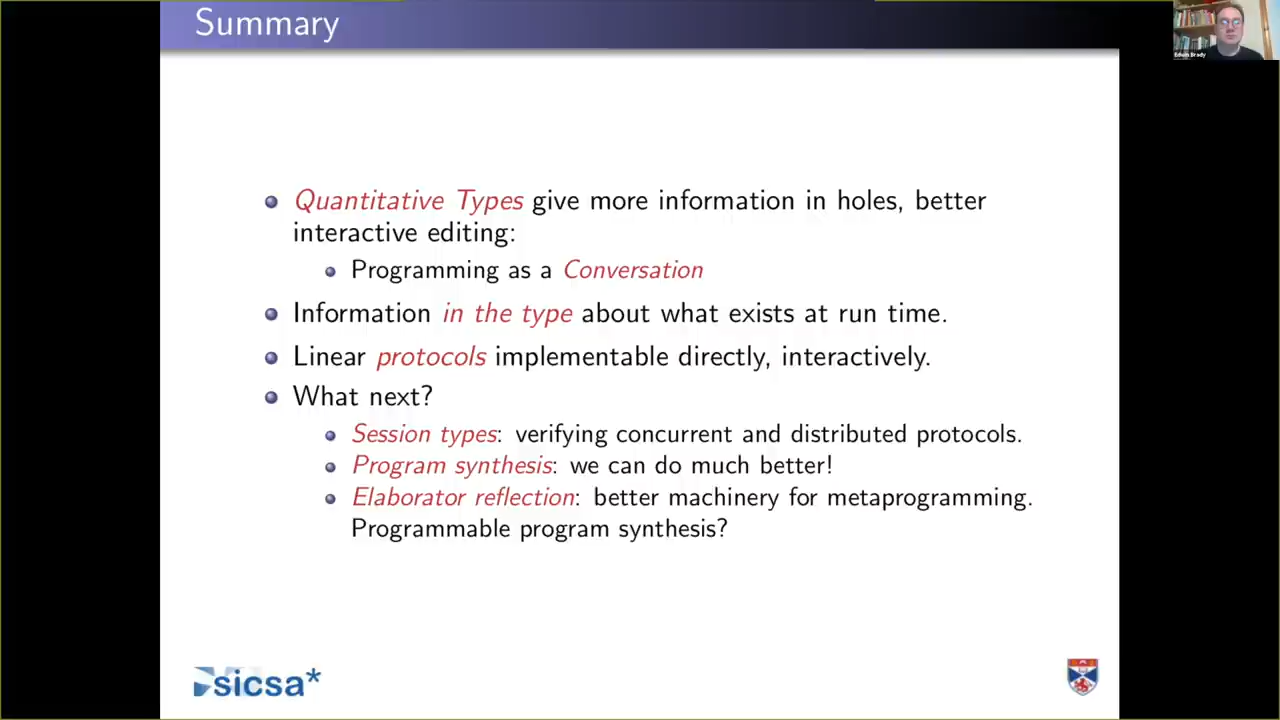 Summary
Edwin Brady
Quantitative Types give more information in holes, better
interactive editing:
Programming as a Conversation
Information in the type about what exists at run time.
Linear protocols implementable directly, interactively.
What next?
Session types: verifying concurrent and distributed protocols.
Program synthesis: we can do much better!
Elaborator reflection: better machinery for metaprogramming.
Programmable program synthesis?
sicsa*